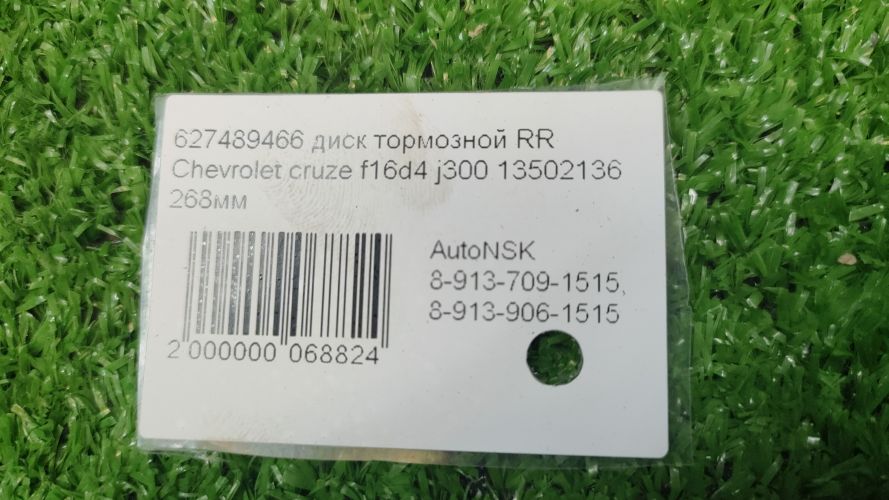 627489466 диск тормозной RR
Chevrolet cruze f16d4 j300 13502136
268мм
AutoNSK
8-913-709-1515,
8-913-906-1515
2 000000 068824